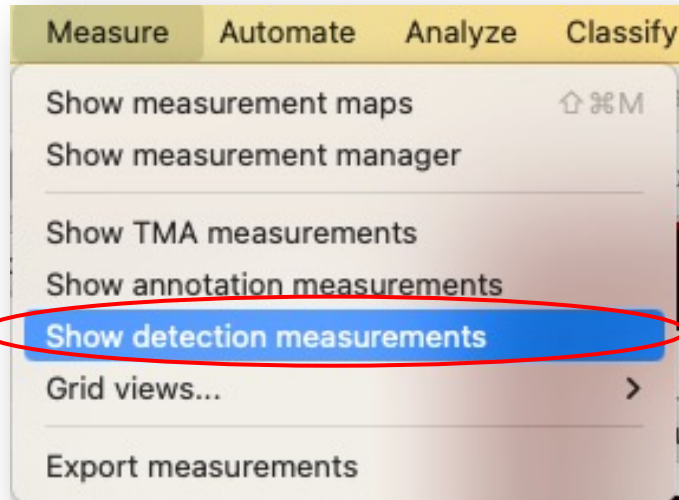 Measure Automate Analyze Classify
Show measurement maps ⇧⌘M
Show measurement manager
Show TMA measurements
Show annotation measurements
Show detection measurements
Grid views...
Export measurements